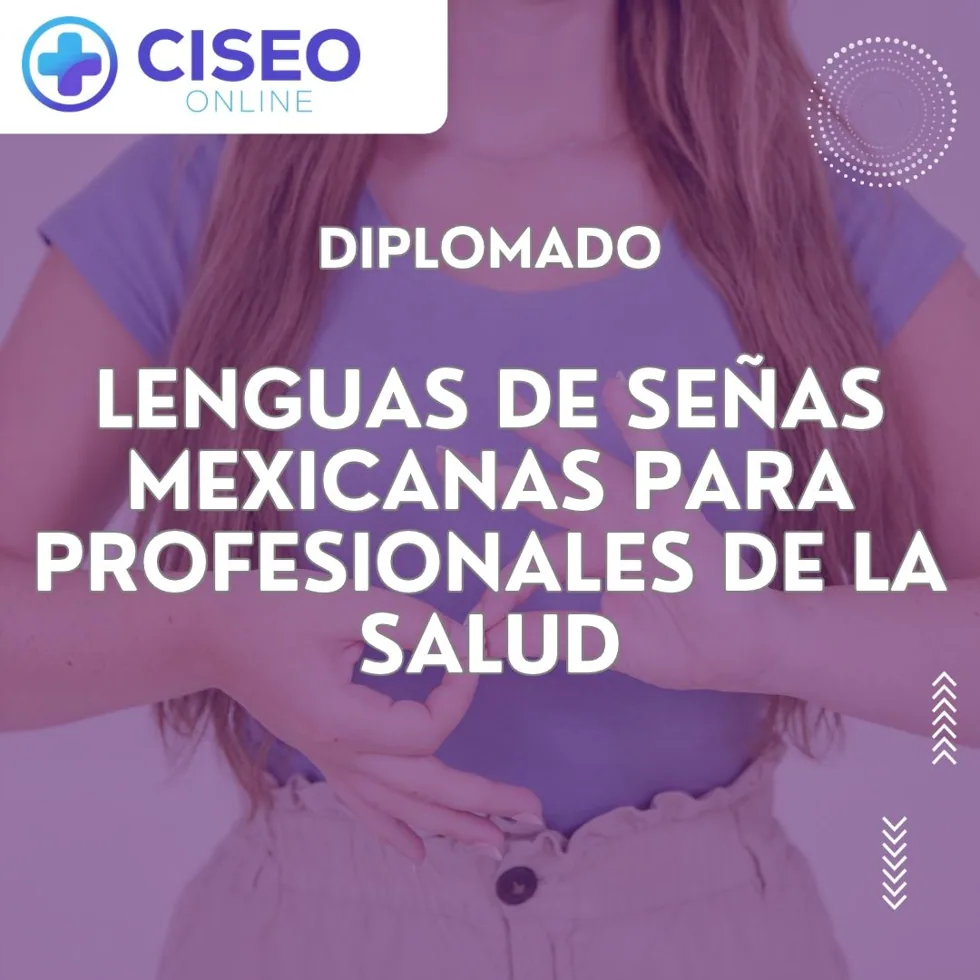 CISEO
ONLINE
DIPLOMADO
LENGUAS DE SEÑAS
MEXICANAS PARA
PROFESIONALES DE LA
SALUD